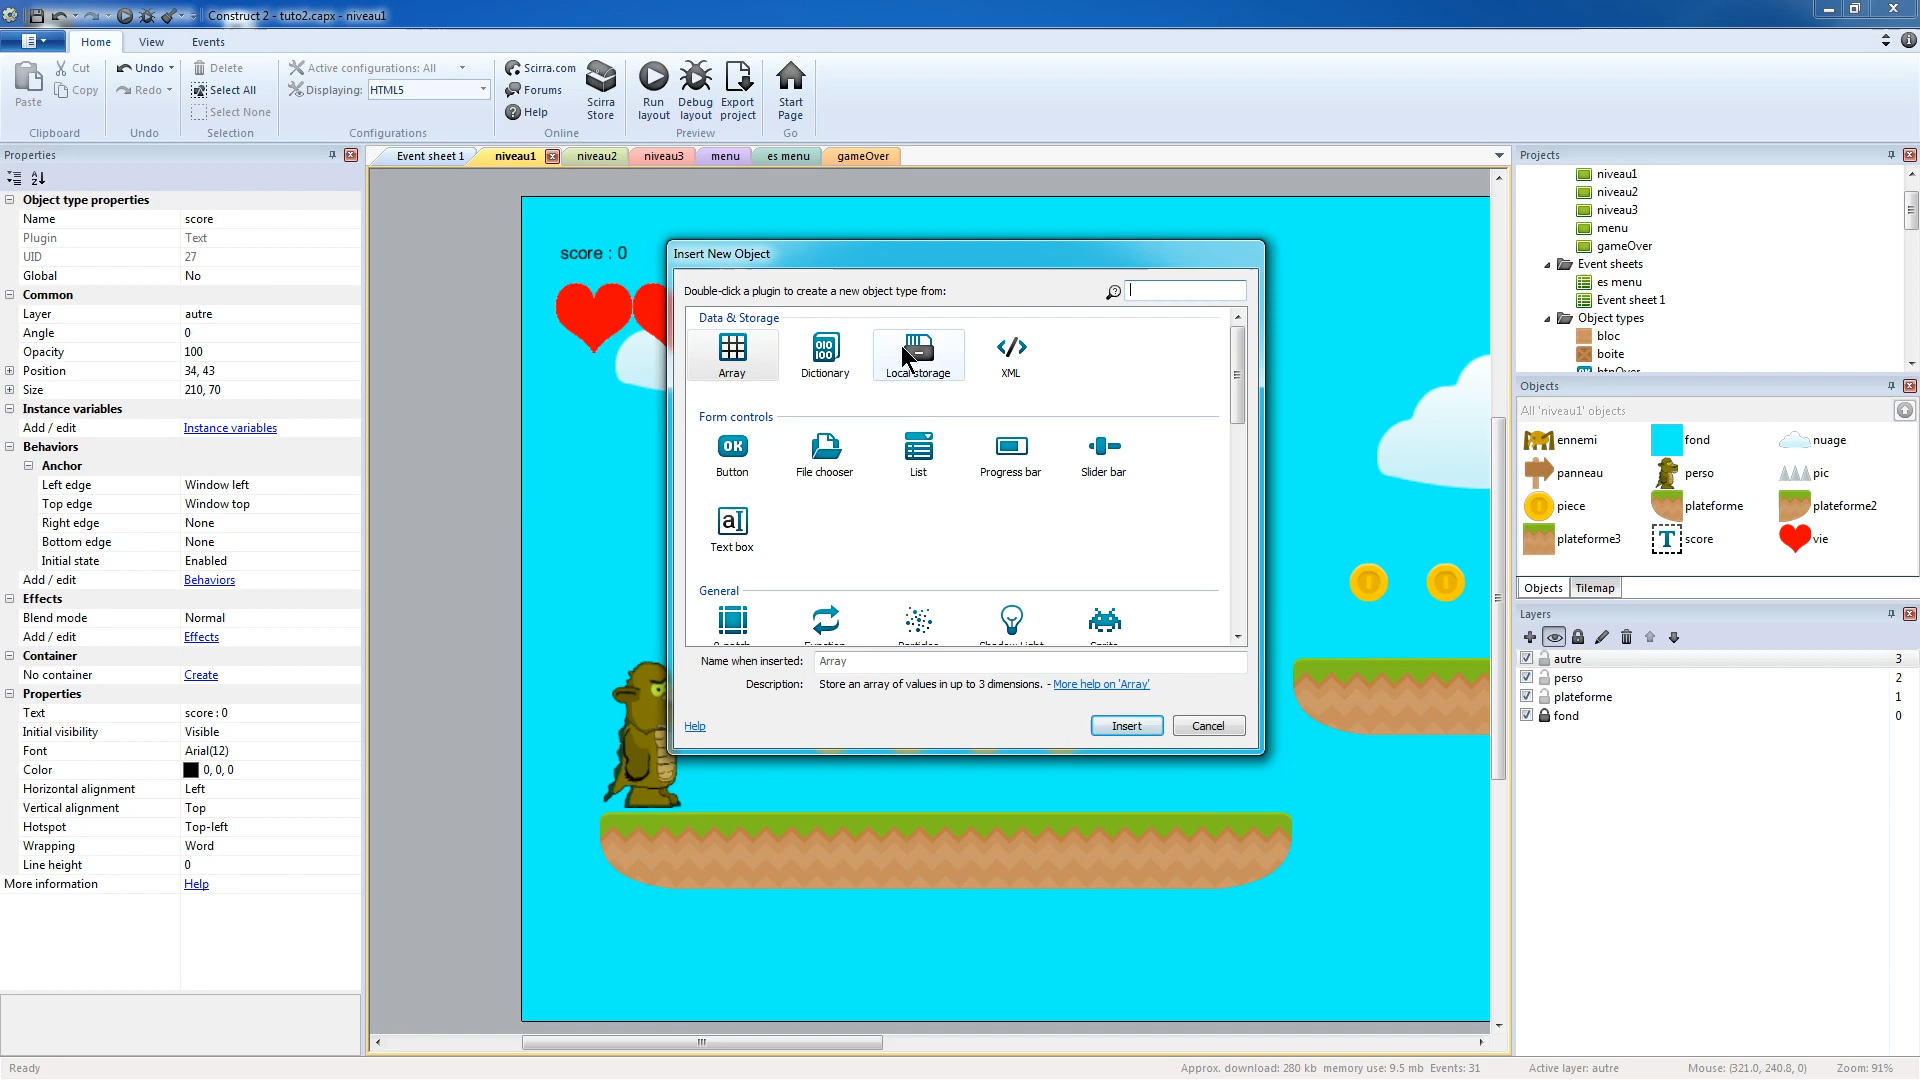 Construct 2 - tuto2.capx - niveau1
Home View Events
Paste Cut Copy Clipboard
Undo Redo Undo
Delete Select All Select None Selection
Active configurations: All
Displaying: HTML5
Configurations
Scirra.com Forums Help Scirra Store Online
Run layout Debug layout Export project Preview
Start Page Go
Properties
Event sheet 1 niveau1 niveau2 niveau3 menu es menu gameOver
Object type properties
Name score
Plugin Text
UID 27
Global No
Common
Layer autre
Angle 0
Opacity 100
Position 34, 43
Size 210, 70
Instance variables
Add / edit Instance variables
Behaviors
Anchor
Left edge Window left
Top edge Window top
Right edge None
Bottom edge None
Initial state Enabled
Add / edit Behaviors
Effects
Blend mode Normal
Add / edit Effects
Container
No container Create
Properties
Text score : 0
Initial visibility Visible
Font Arial(12)
Color 0, 0, 0
Horizontal alignment Left
Vertical alignment Top
Hotspot Top-left
Wrapping Word
Line height 0
More information Help
score : 0
Insert New Object
Double-click a plugin to create a new object type from:
Data & Storage
Array Dictionary Local storage XML
Form controls
Button File chooser List Progress bar Slider bar
Text box
General
Name when inserted: Array
Description: Store an array of values in up to 3 dimensions. - More help on 'Array'
Help Insert Cancel
Projects
niveau1
niveau2
niveau3
menu
gameOver
Event sheets
es menu
Event sheet 1
Object types
bloc
boite
Objects
All 'niveau1' objects
ennemi fond nuage
panneau perso pic
piece plateforme plateforme2
plateforme3 score vie
Objects Tilemap
Layers
autre 3
perso 2
plateforme 1
fond 0
Ready
Approx. download: 280 kb memory use: 9.5 mb Events: 31 Active layer: autre Mouse: (321.0, 240.8, 0) Zoom: 91%